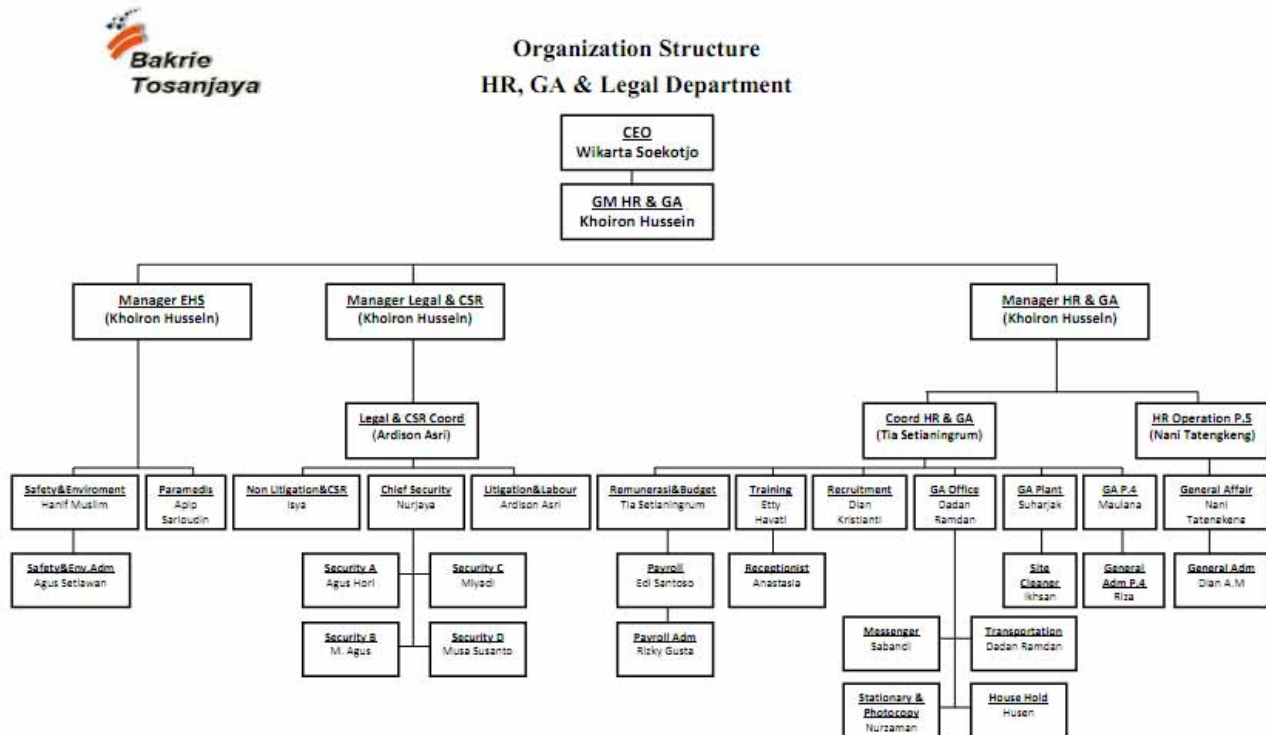 Bakrie
Tosanjaya
Organization Structure
HR, GA & Legal Department
CEO
Wikarta Soekotjo
GM HR & GA
Khoiron Hussein
Manager EHS
(Khoiron Hussein)
Manager Legal & CSR
(Khoiron Hussein)
Manager HR & GA
(Khoiron Hussein)
Legal & CSR Coord
(Ardison Asri)
Coord HR & GA
(Tia Setianingrum)
HR Operation P.5
(Nani Tatengkeng)
Safety&Enviroment
Hanif Muslim
Paramedis
Apip
Sarioudin
Non Litigation&CSR
Isya
Chief Security
Nurjaya
Litigation&Labour
Ardison Asri
Remunerasi&Budget
Tia Setianingrum
Training
Etty
Havati
Recruitment
Dian
Kristianti
GA Office
Dadan
Ramdan
GA Plant
Suharjak
GA P.4
Maulana
General Affair
Nani
Tatengkeng
Safety&Env.Adm
Agus Setiawan
Security A
Agus Hori
Security C
Miyadi
Payroll
Edi Santoso
Receptionist
Anastasia
Site
Cleaner
Ikhsan
General
Adm P.4
Riza
General Adm
Dian A.M
Security B
M. Agus
Security D
Musa Susanto
Payroll Adm
Rizky Gusta
Messenger
Sabandi
Transportation
Dadan Ramdan
Stationary &
Photocopy
Nurzaman
House Hold
Husen